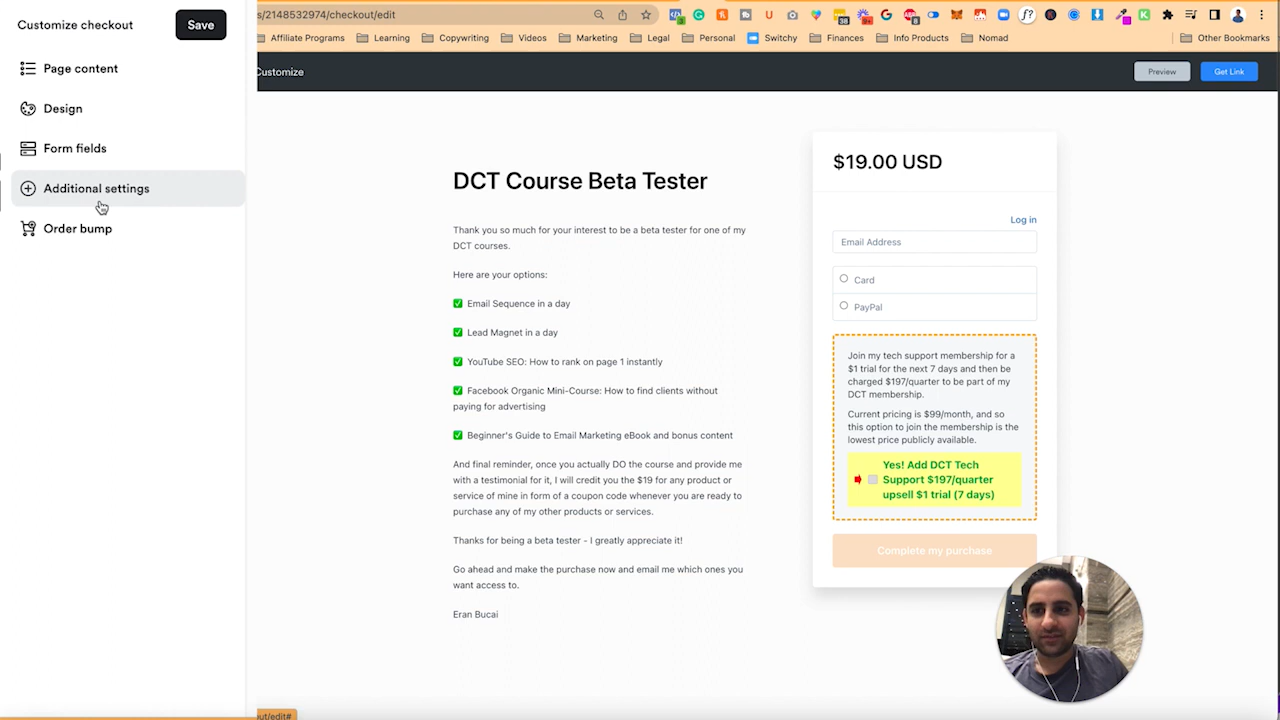 Customize checkout
Save
Page content
Design
Form fields
Additional settings
Order bump
s/2148532974/checkout/edit
Affiliate Programs
Learning
Copywriting
Videos
Marketing
Legal
Personal
Switchy
Finances
Info Products
Nomad
Other Bookmarks
Customize
Preview
Get Link
DCT Course Beta Tester
Thank you so much for your interest to be a beta tester for one of my
DCT courses.
Here are your options:
Email Sequence in a day
Lead Magnet in a day
YouTube SEO: How to rank on page 1 instantly
Facebook Organic Mini-Course: How to find clients without
paying for advertising
Beginner's Guide to Email Marketing eBook and bonus content
And final reminder, once you actually DO the course and provide me
with a testimonial for it, I will credit you the $19 for any product or
service of mine in form of a coupon code whenever you are ready to
purchase any of my other products or services.
Thanks for being a beta tester - I greatly appreciate it!
Go ahead and make the purchase now and email me which ones you
want access to.
Eran Bucai
$19.00 USD
Log in
Email Address
Card
PayPal
Join my tech support membership for a
$1 trial for the next 7 days and then be
charged $197/quarter to be part of my
DCT membership.
Current pricing is $99/month, and so
this option to join the membership is the
lowest price publicly available.
Yes! Add DCT Tech
Support $197/quarter
upsell $1 trial (7 days)
Complete my purchase
out/edit#